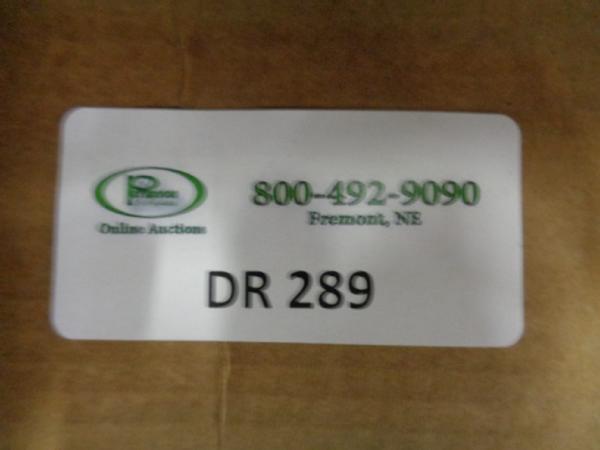 800-492-9090
Fremont, NE
Online Auctions
DR 289